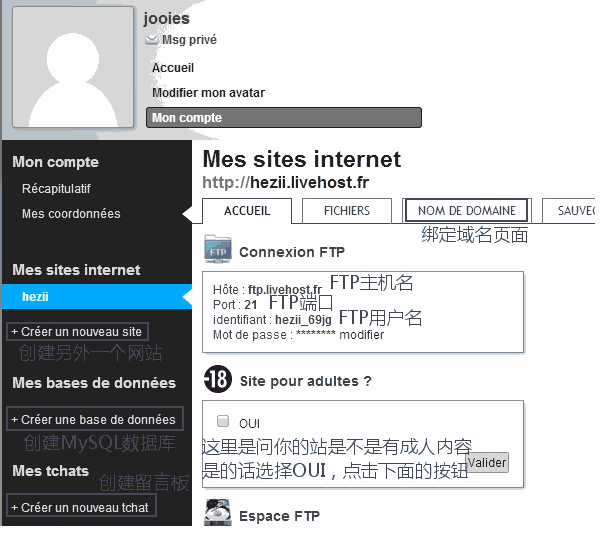 jooies
Msg privé
Accueil
Modifier mon avatar
Mon compte
Mon compte
Récapitulatif
Mes coordonnées
Mes sites internet
hezii
+ Créer un nouveau site
创建另外一个网站
Mes bases de données
+ Créer une base de données
创建MySQL数据库
Mes tchats
创建留言板
+ Créer un nouveau tchat
Mes sites internet
http://hezii.livehost.fr
ACCUEIL
FICHIERS
NOM DE DOMAINE
SAUVEG
绑定域名页面
FTP
Connexion FTP
Hôte : ftp.livehost.fr FTP主机名
Port : 21 FTP端口
identifiant : hezii_69jg FTP用户名
Mot de passe : ******** modifier
-18 Site pour adultes ?
OUI
这里是问你的站是不是有成人内容
是的话选择OUI，点击下面的按钮
Valider
Espace FTP